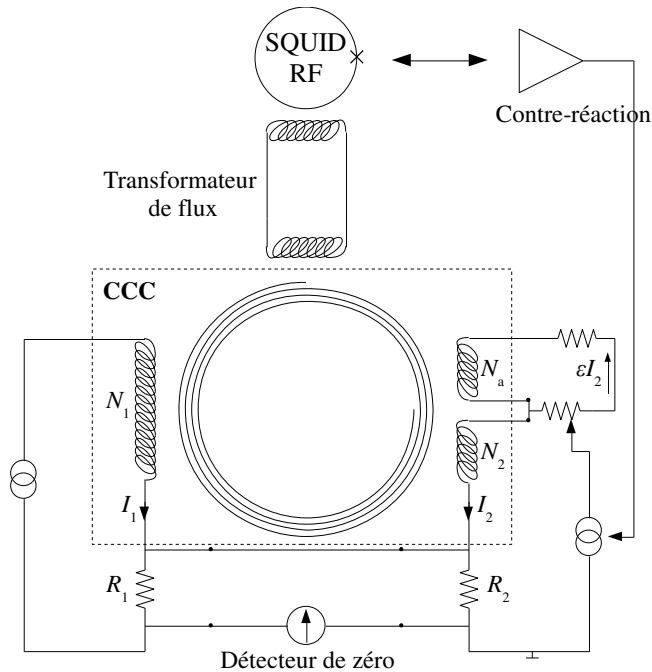 SQUID
RF
Contre-réaction
Transformateur
de flux
CCC
N₁
Nₐ
εI₂
N₂
I₁
I₂
R₁
R₂
Détecteur de zéro